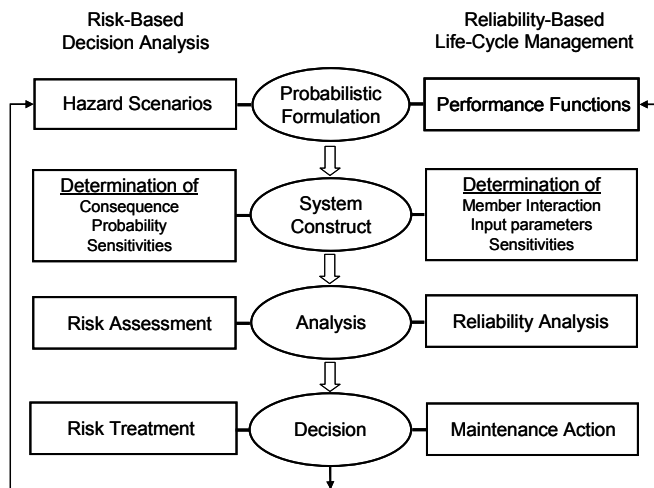 Risk-Based
Decision Analysis
Reliability-Based
Life-Cycle Management
Hazard Scenarios
Probabilistic
Formulation
Performance Functions
Determination of
Consequence
Probability
Sensitivities
System
Construct
Determination of
Member Interaction
Input parameters
Sensitivities
Risk Assessment
Analysis
Reliability Analysis
Risk Treatment
Decision
Maintenance Action